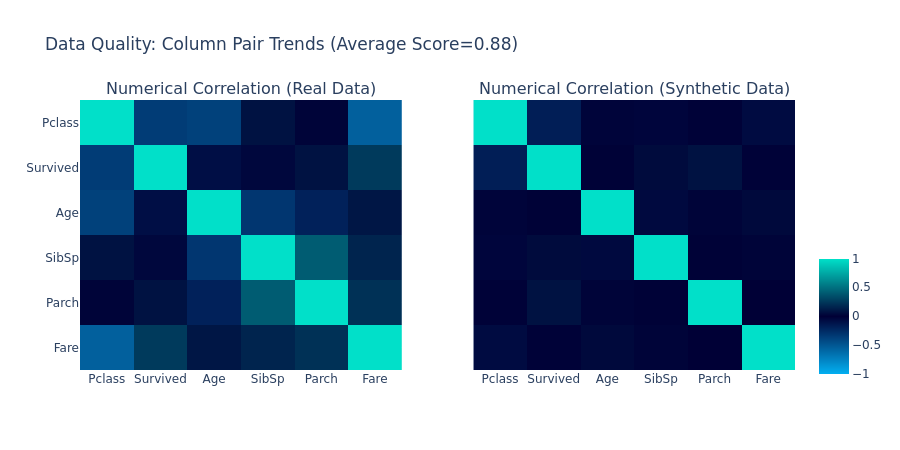 Data Quality: Column Pair Trends (Average Score=0.88)
Numerical Correlation (Real Data)
Numerical Correlation (Synthetic Data)
Pclass
Survived
Age
SibSp
Parch
Fare
Pclass Survived Age SibSp Parch Fare
Pclass Survived Age SibSp Parch Fare
1
0.5
0
−0.5
−1